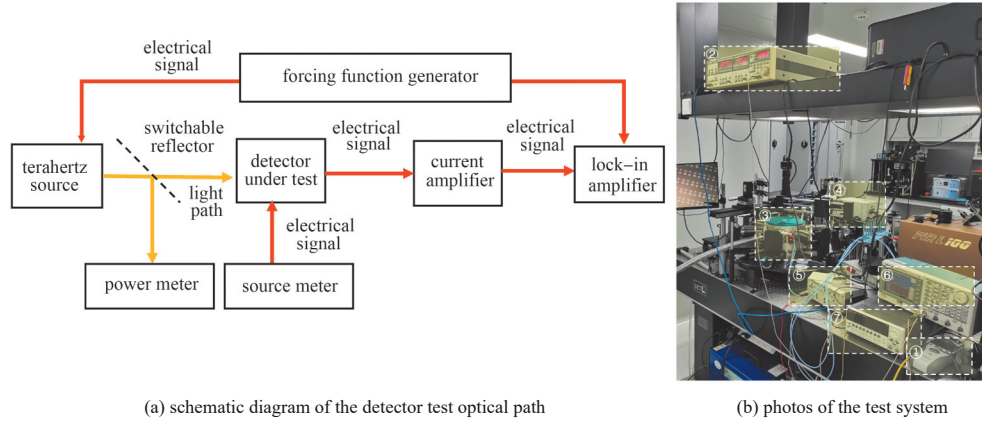 electrical
signal
forcing function generator
switchable
reflector
electrical
signal
electrical
signal
terahertz
source
detector
under test
current
amplifier
lock-in
amplifier
light
path
electrical
signal
power meter
source meter
(a) schematic diagram of the detector test optical path
②
④
③
⑤
⑥
⑦
①
(b) photos of the test system